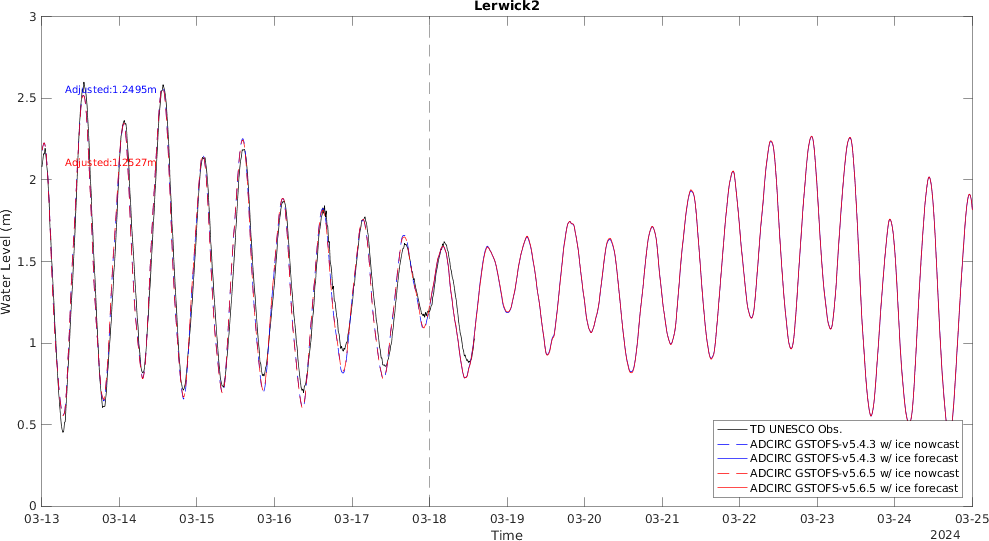 Lerwick2
3
2.5
2
1.5
1
0.5
0
Water Level (m)
Adjusted:1.2495m
Adjusted:1.2527m
TD UNESCO Obs.
ADCIRC GSTOFS-v5.4.3 w/ ice nowcast
ADCIRC GSTOFS-v5.4.3 w/ ice forecast
ADCIRC GSTOFS-v5.6.5 w/ ice nowcast
ADCIRC GSTOFS-v5.6.5 w/ ice forecast
03-13 03-14 03-15 03-16 03-17 03-18 03-19 03-20 03-21 03-22 03-23 03-24 03-25
Time
2024